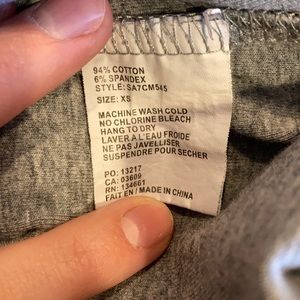 94% COTTON
6% SPANDEX
STYLE: SA7CM545
SIZE: XS
MACHINE WASH COLD
NO CHLORINE BLEACH
HANG TO DRY
LAVER À L'EAU FROIDE
NE PAS JAVELLISER
SUSPENDRE POUR SECHER
PO: 13217
CA: 03609
RN: 134661
FAIT EN / MADE IN CHINA